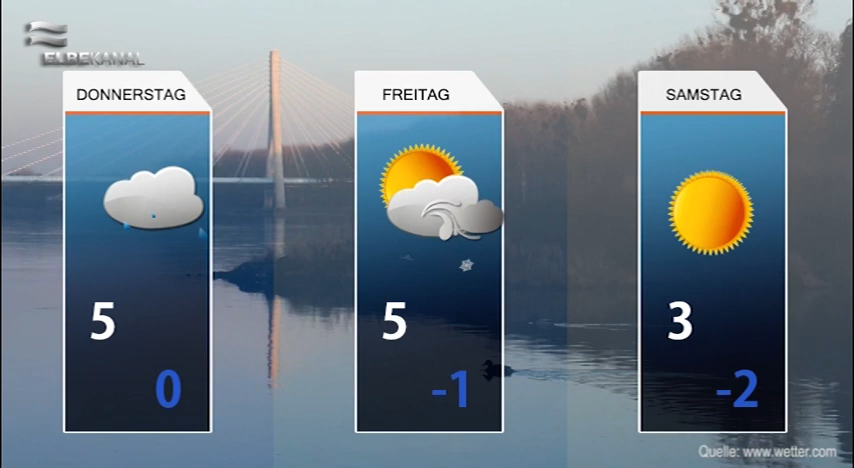 ELBEKANAL
DONNERSTAG
FREITAG
SAMSTAG
5
5
3
0
-1
-2
Quelle: www.wetter.com